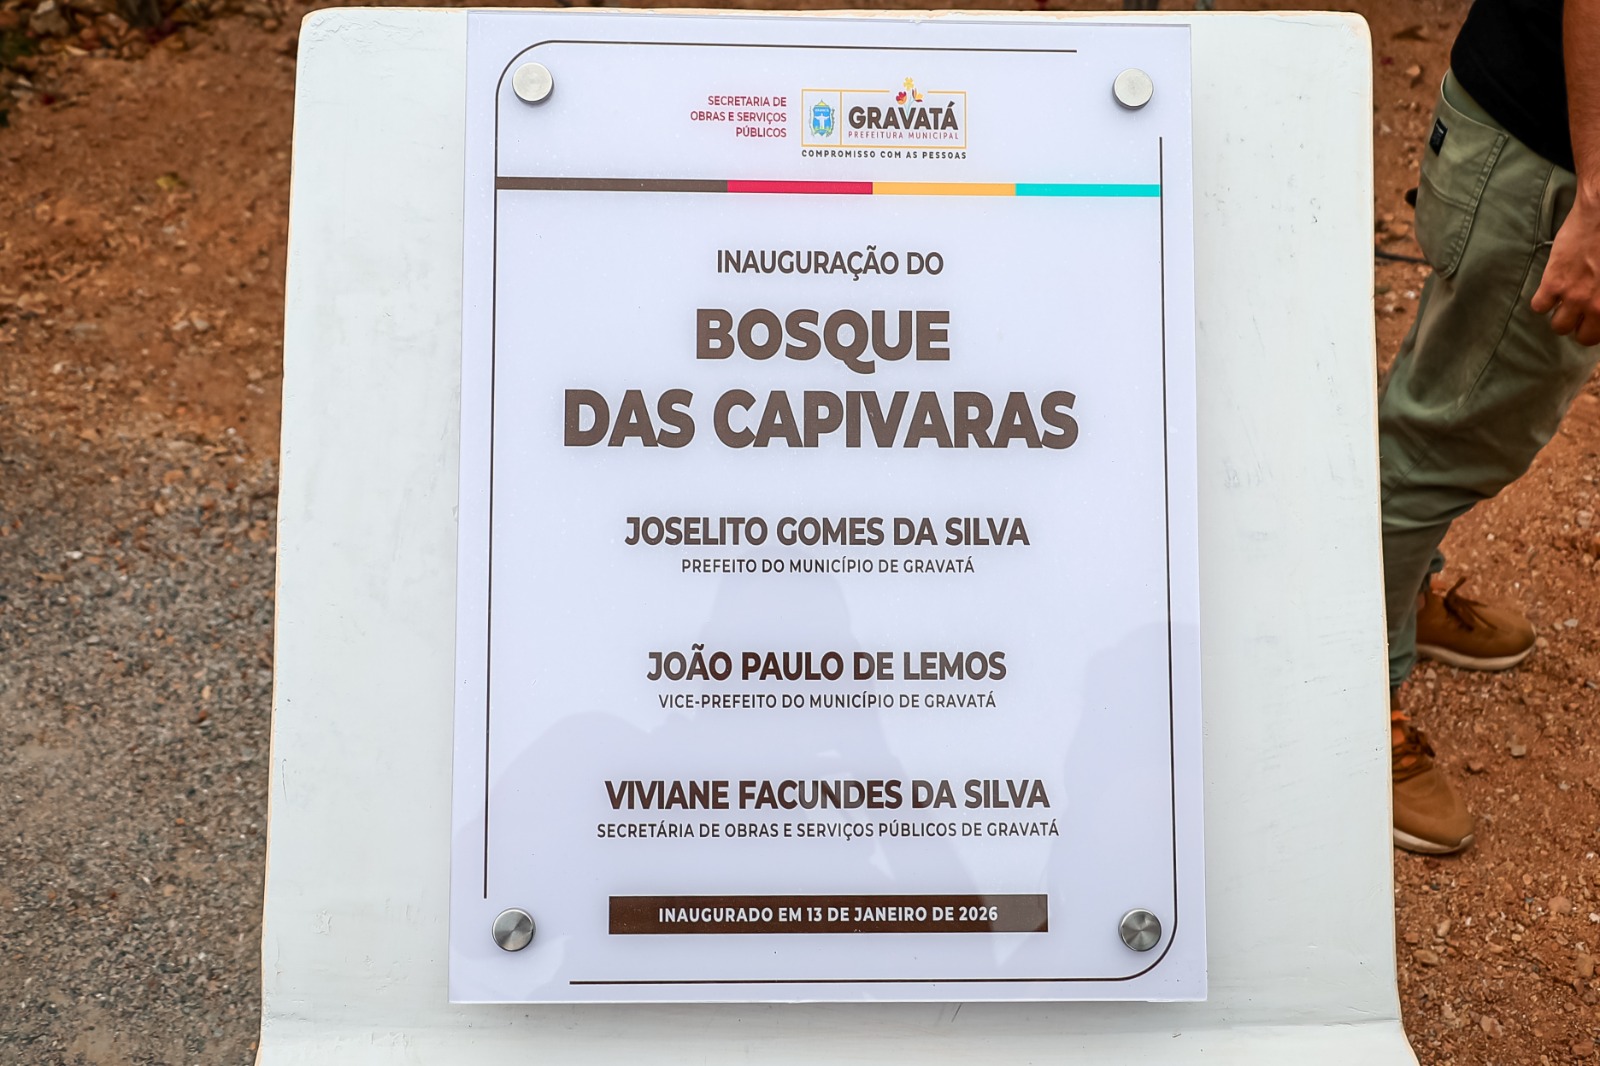 SECRETARIA DE
OBRAS E SERVIÇOS
PÚBLICOS
GRAVATÁ
PREFEITURA MUNICIPAL
COMPROMISSO COM AS PESSOAS
INAUGURAÇÃO DO
BOSQUE
DAS CAPIVARAS
JOSELITO GOMES DA SILVA
PREFEITO DO MUNICÍPIO DE GRAVATÁ
JOÃO PAULO DE LEMOS
VICE-PREFEITO DO MUNICÍPIO DE GRAVATÁ
VIVIANE FACUNDES DA SILVA
SECRETÁRIA DE OBRAS E SERVIÇOS PÚBLICOS DE GRAVATÁ
INAUGURADO EM 13 DE JANEIRO DE 2026